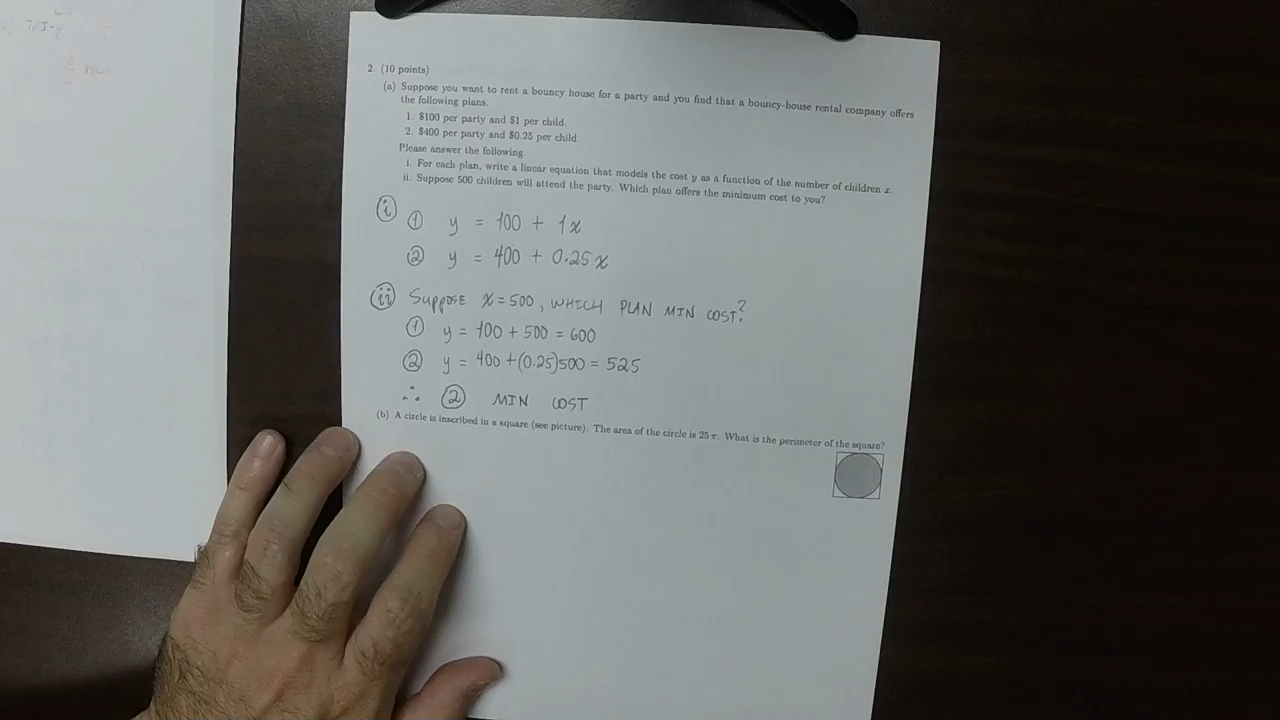 2. (10 points)
(a) Suppose you want to rent a bouncy house for a party and you find that a bouncy-house rental company offers
the following plans.
1. $100 per party and $1 per child.
2. $400 per party and $0.25 per child.
Please answer the following.
i. For each plan, write a linear equation that models the cost y as a function of the number of children x.
ii. Suppose 500 children will attend the party. Which plan offers the minimum cost to you?
(i) ① y = 100 + 1x
② y = 400 + 0.25x
(ii) SUPPOSE x = 500, WHICH PLAN MIN COST?
① y = 100 + 500 = 600
② y = 400 + (0.25)500 = 525
∴ ② MIN COST
(b) A circle is inscribed in a square (see picture). The area of the circle is 25π. What is the perimeter of the square?